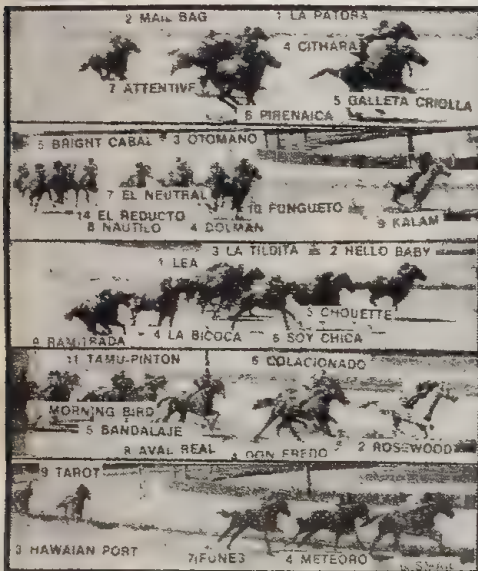 2 MAIL BAG 1 LA PATORA
4 CITHARA
7 ATTENTIVE
5 GALLETA CRIOLLA
6 PIRENAICA
5 BRIGHT CABAL 3 OTOMANO
7 EL NEUTRAL
14 EL REDUCTO 10 FUNGUETO
8 NAUTILO 4 DOLMAN 9 KALAM
3 LA TILDITA 2 HELLO BABY
1 LEA
CHOUETTE
4 LA BICOCA 6 SOY CHICA
11 TAMU-PINTON 6 COLACIONADO
MORNING BIRD
5 BANDALAJE
8 AVAL REAL DON FREDO 2 ROSEWOOD
9 TAROT
3 HAWAIAN PORT 7 FUNES 4 METEORO